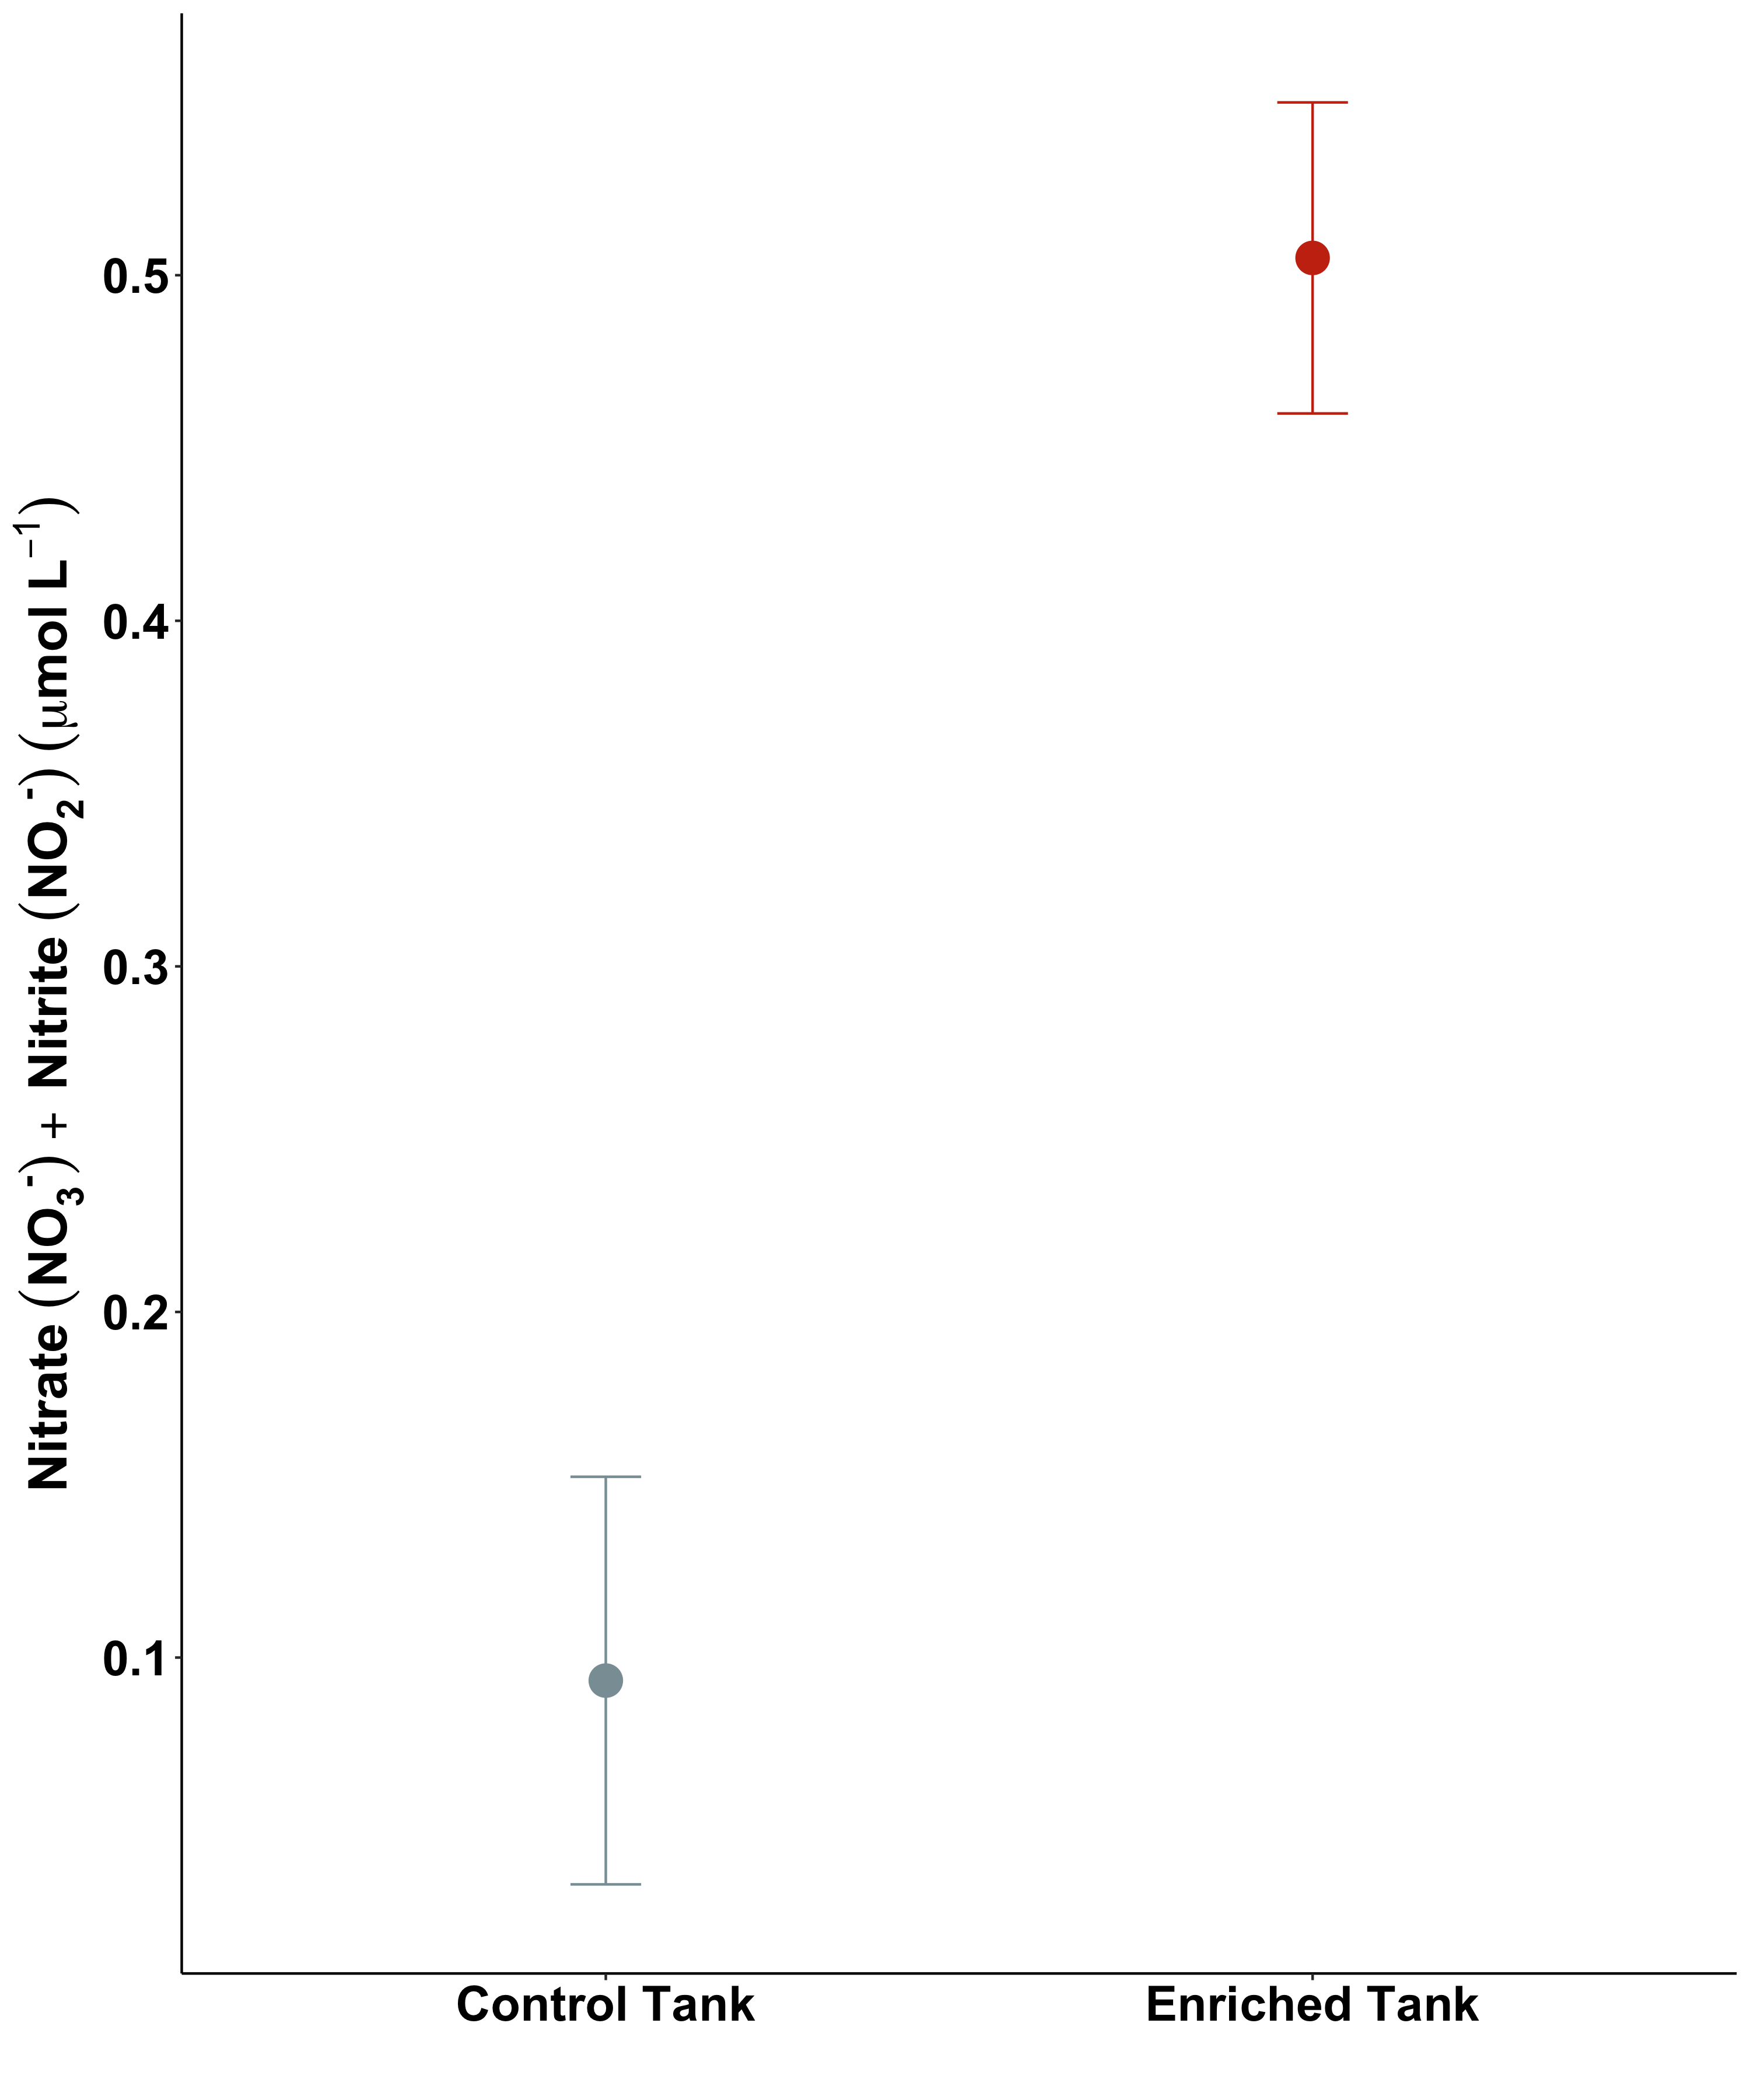 Nitrate (NO₃⁻) + Nitrite (NO₂⁻) (μmol L⁻¹)
0.5
0.4
0.3
0.2
0.1
Control Tank
Enriched Tank